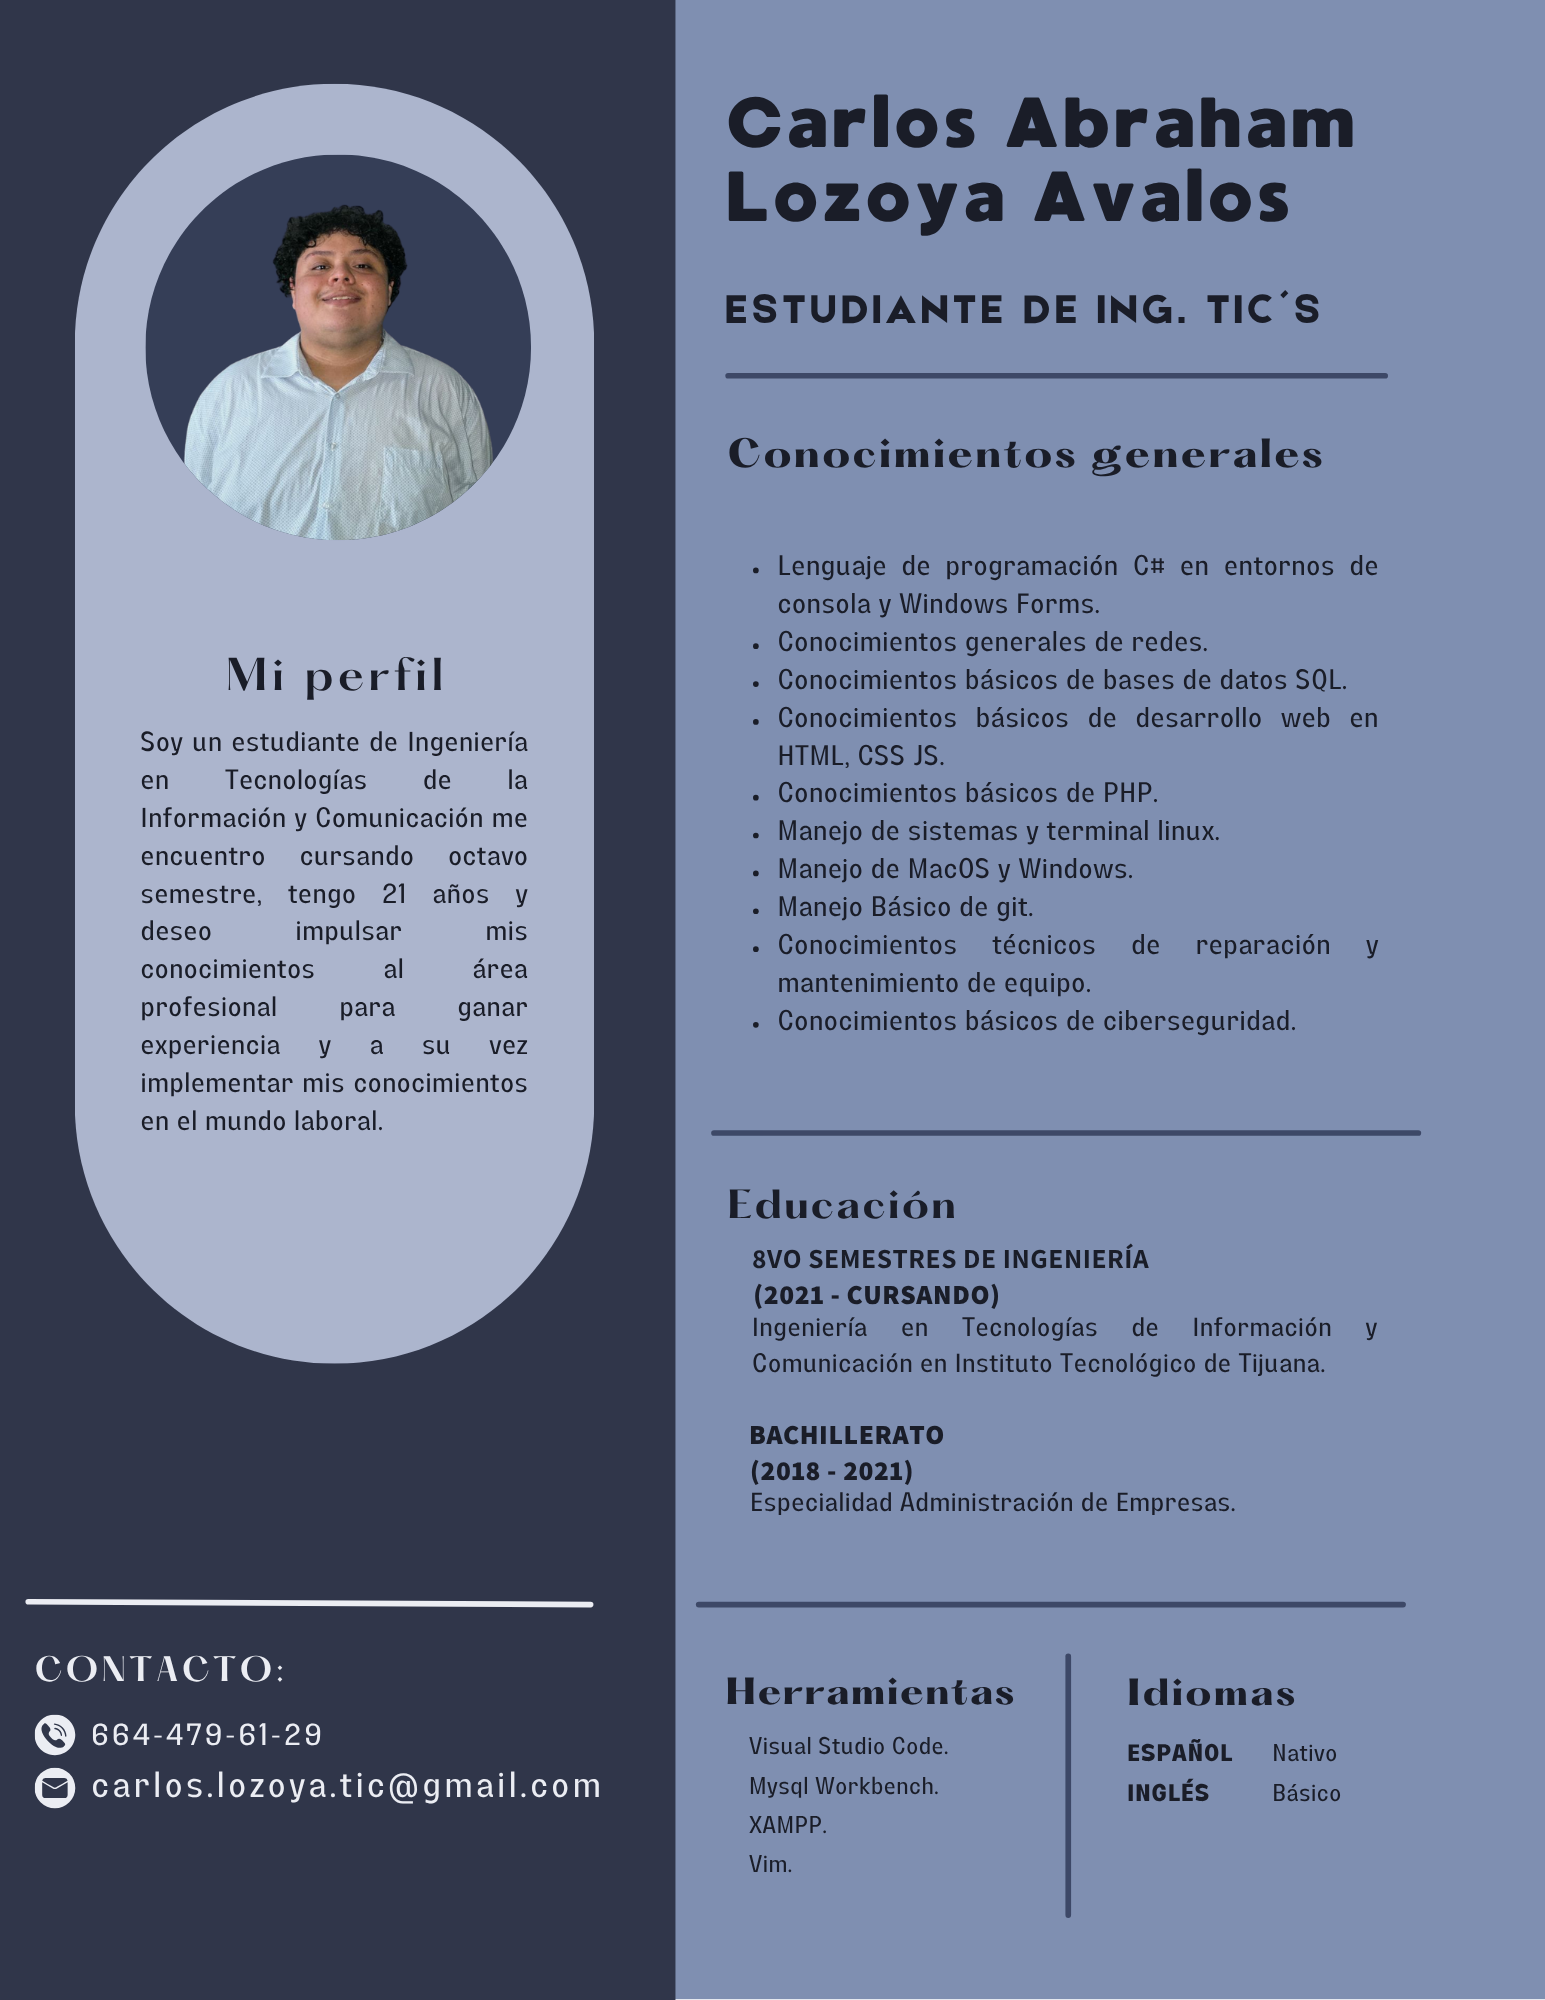 Carlos Abraham
Lozoya Avalos
ESTUDIANTE DE ING. TIC´S
Conocimientos generales
• Lenguaje de programación C# en entornos de
consola y Windows Forms.
• Conocimientos generales de redes.
• Conocimientos básicos de bases de datos SQL.
• Conocimientos básicos de desarrollo web en
HTML, CSS JS.
• Conocimientos básicos de PHP.
• Manejo de sistemas y terminal linux.
• Manejo de MacOS y Windows.
• Manejo Básico de git.
• Conocimientos técnicos de reparación y
mantenimiento de equipo.
• Conocimientos básicos de ciberseguridad.
Mi perfil
Soy un estudiante de Ingeniería
en Tecnologías de la
Información y Comunicación me
encuentro cursando octavo
semestre, tengo 21 años y
deseo impulsar mis
conocimientos al área
profesional para ganar
experiencia y a su vez
implementar mis conocimientos
en el mundo laboral.
Educación
8VO SEMESTRES DE INGENIERÍA
(2021 - CURSANDO)
Ingeniería en Tecnologías de Información y
Comunicación en Instituto Tecnológico de Tijuana.
BACHILLERATO
(2018 - 2021)
Especialidad Administración de Empresas.
CONTACTO:
664-479-61-29
carlos.lozoya.tic@gmail.com
Herramientas
Visual Studio Code.
Mysql Workbench.
XAMPP.
Vim.
Idiomas
ESPAÑOL Nativo
INGLÉS Básico